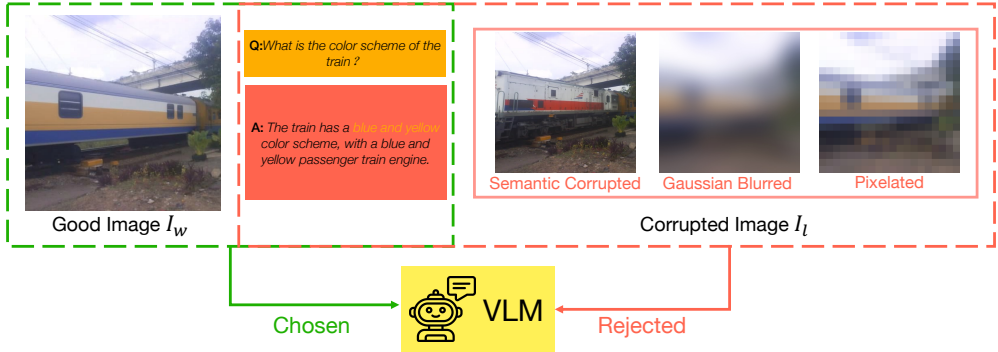 Q:What is the color scheme of the
train ?
A: The train has a blue and yellow
color scheme, with a blue and
yellow passenger train engine.
Semantic Corrupted
Gaussian Blurred
Pixelated
Good Image I_w
Corrupted Image I_l
VLM
Chosen
Rejected